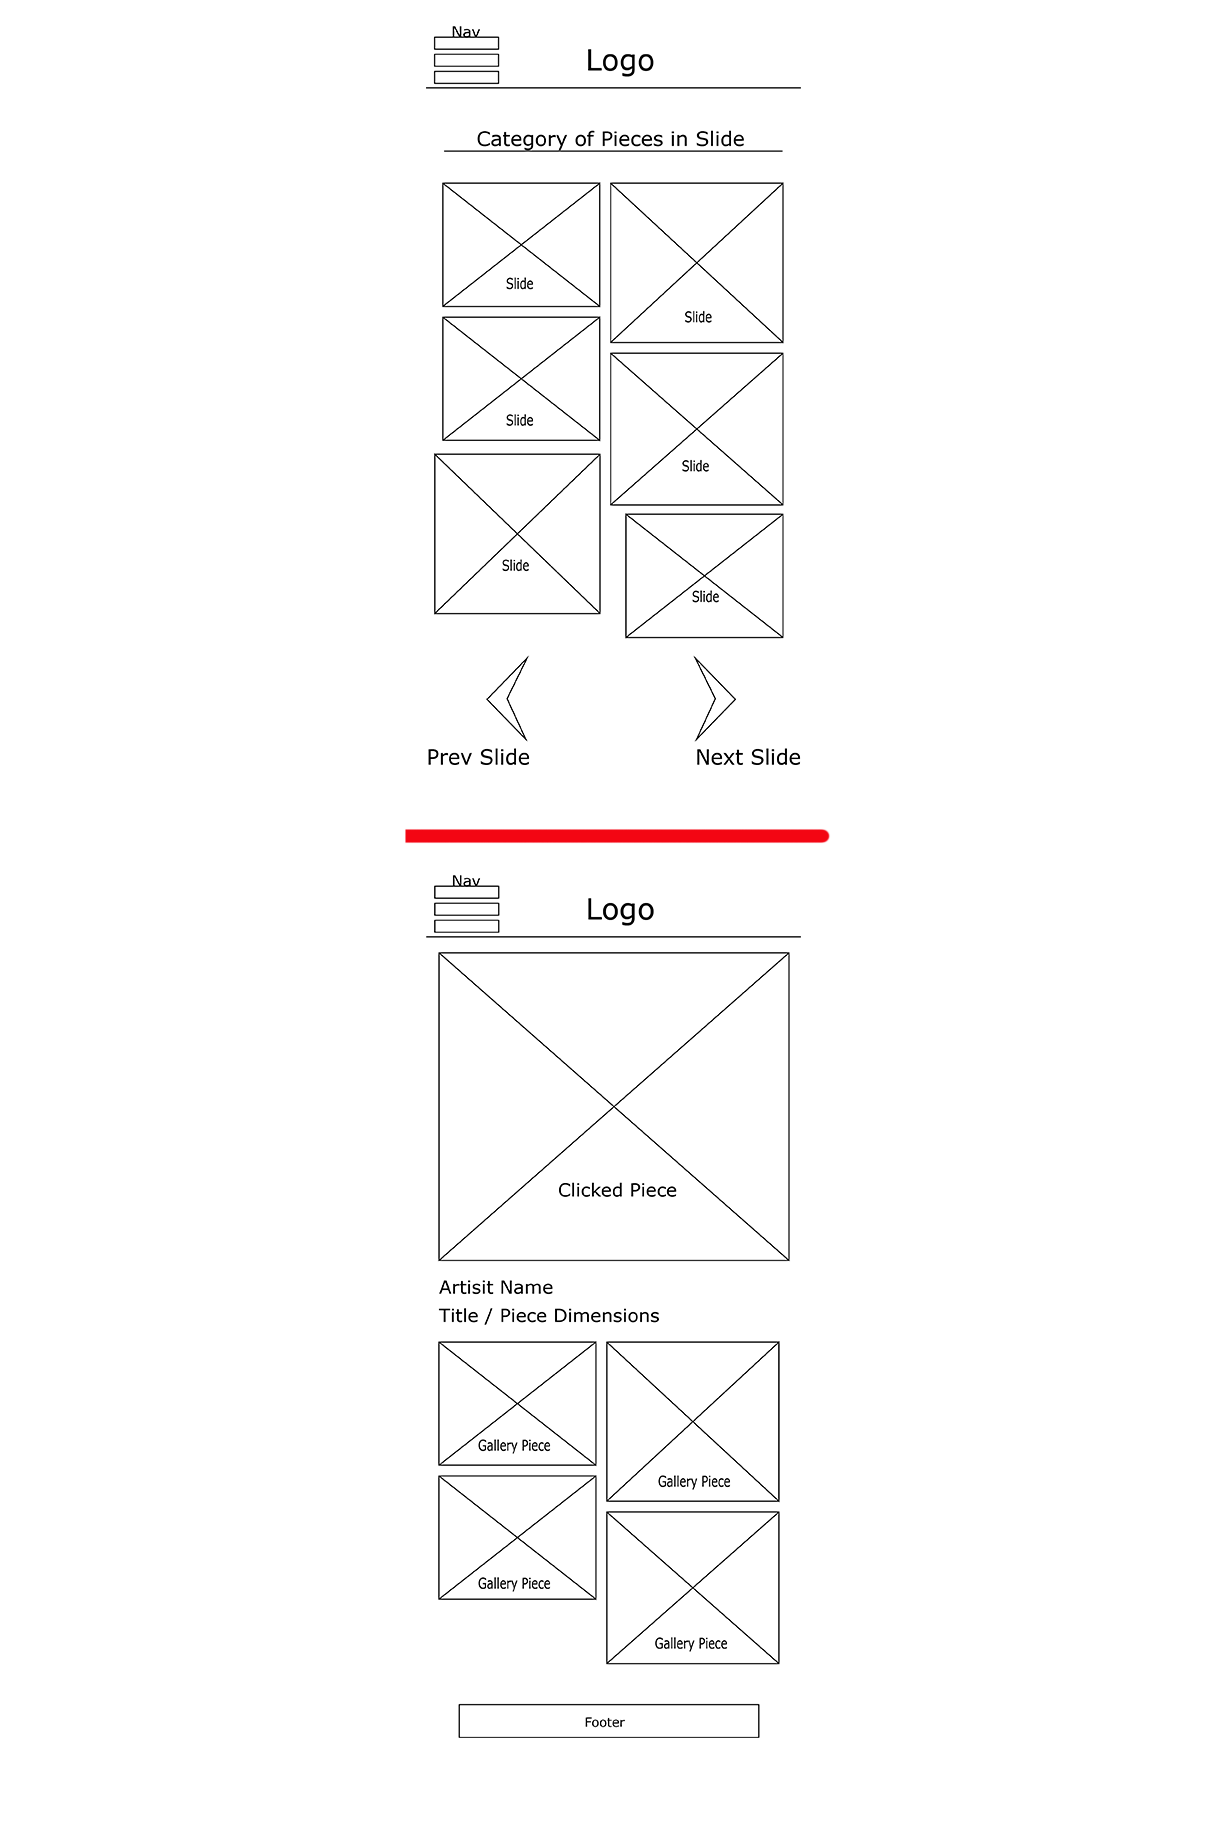 Nav
Logo
Category of Pieces in Slide
Slide
Slide
Slide
Slide
Slide
Slide
Prev Slide
Next Slide
Nav
Logo
Clicked Piece
Artisit Name
Title / Piece Dimensions
Gallery Piece
Gallery Piece
Gallery Piece
Gallery Piece
Footer